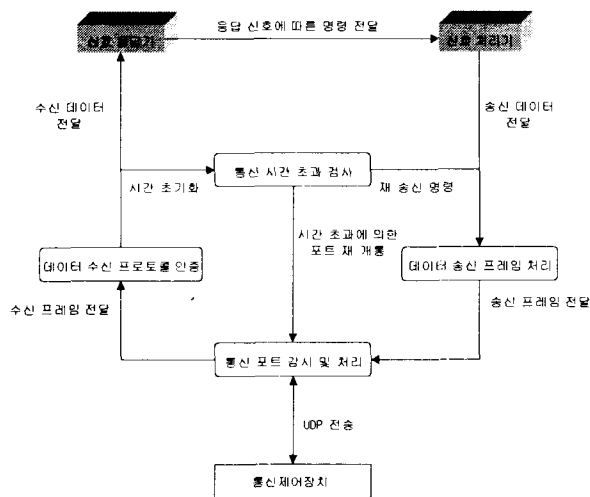 응답 신호에 따른 명령 전달
신호
신호 처리기
수신 데이터
전달
송신 데이터
전달
통신 시간 초과 검사
시간 초기화
재 송신 명령
시간 초과에 의한
포트 재 개통
데이터 수신 프로토콜 인증
데이터 송신 프레임 처리
수신 프레임 전달
송신 프레임 전달
통신 포트 감시 및 처리
UDP 전송
통신제어장치